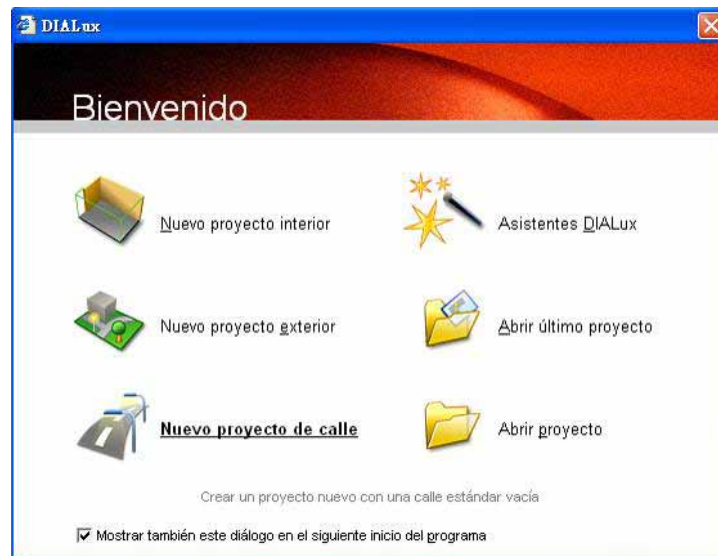 DIALux
Bienvenido
Nuevo proyecto interior
Asistentes DIALux
Nuevo proyecto exterior
Abrir último proyecto
Nuevo proyecto de calle
Abrir proyecto
Crear un proyecto nuevo con una calle estándar vacía
Mostrar también este diálogo en el siguiente inicio del programa